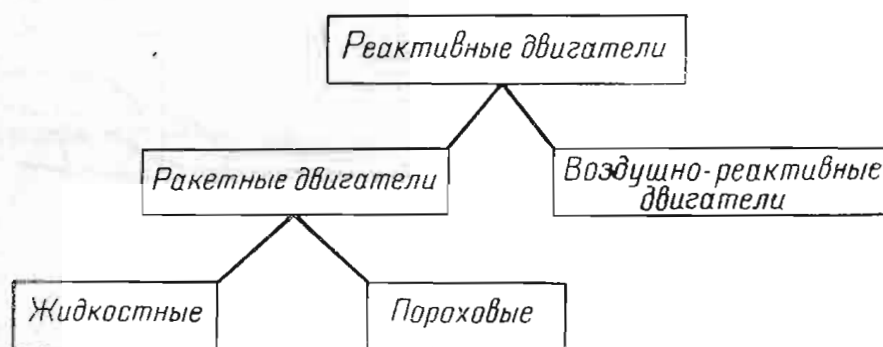 Реактивные двигатели
Ракетные двигатели
Воздушно-реактивные
двигатели
Жидкостные
Пороховые